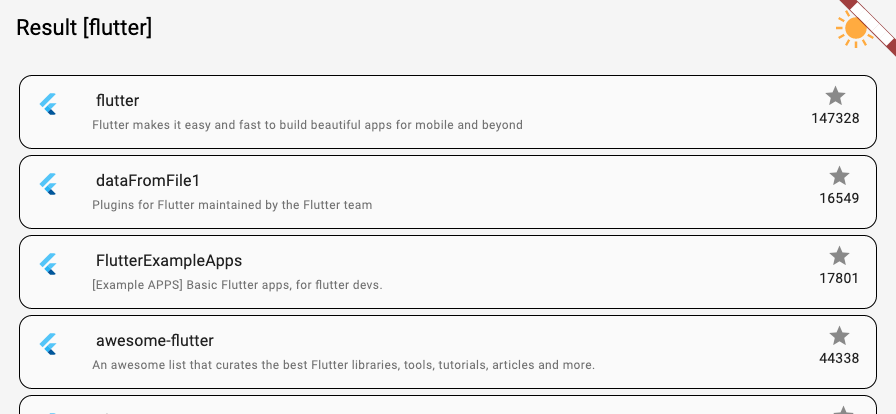 Result [flutter]
flutter
Flutter makes it easy and fast to build beautiful apps for mobile and beyond
147328
dataFromFile1
Plugins for Flutter maintained by the Flutter team
16549
FlutterExampleApps
[Example APPS] Basic Flutter apps, for flutter devs.
17801
awesome-flutter
An awesome list that curates the best Flutter libraries, tools, tutorials, articles and more.
44338